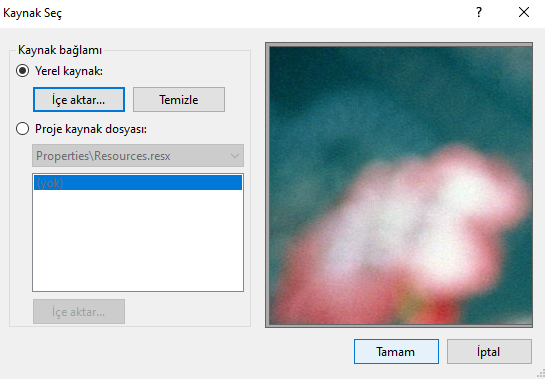 Kaynak Seç
Kaynak bağlamı
Yerel kaynak:
İçe aktar...
Temizle
Proje kaynak dosyası:
Properties\Resources.resx
(yok)
İçe aktar...
Tamam
İptal